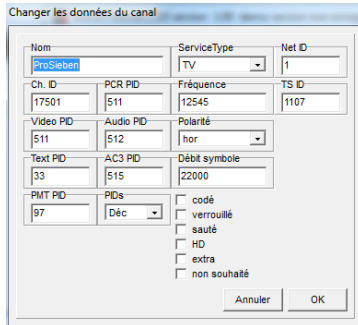 Changer les données du canal
Nom ServiceType Net ID
ProSieben TV 1
Ch. ID PCR PID Fréquence TS ID
17501 511 12545 1107
Video PID Audio PID Polarité
511 512 hor
Text PID AC3 PID Débit symbole
33 515 22000
PMT PID PIDs
97 Déc
codé
verrouillé
sauté
HD
extra
non souhaité
Annuler OK